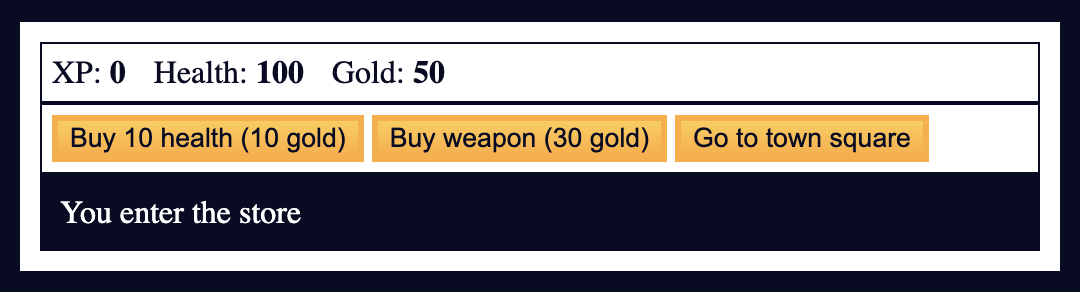 XP: 0 Health: 100 Gold: 50
Buy 10 health (10 gold) Buy weapon (30 gold) Go to town square
You enter the store